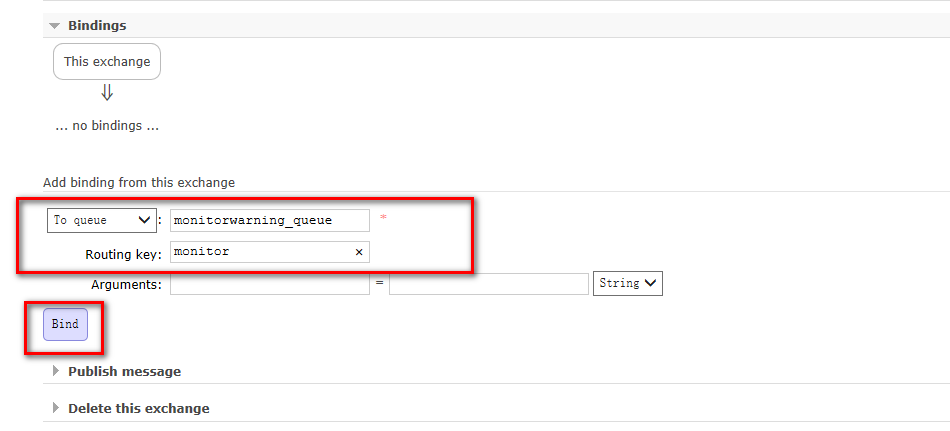 Bindings
This exchange
⇓
... no bindings ...
Add binding from this exchange
To queue : monitorwarning_queue *
Routing key: monitor ×
Arguments: = String
Bind
Publish message
Delete this exchange